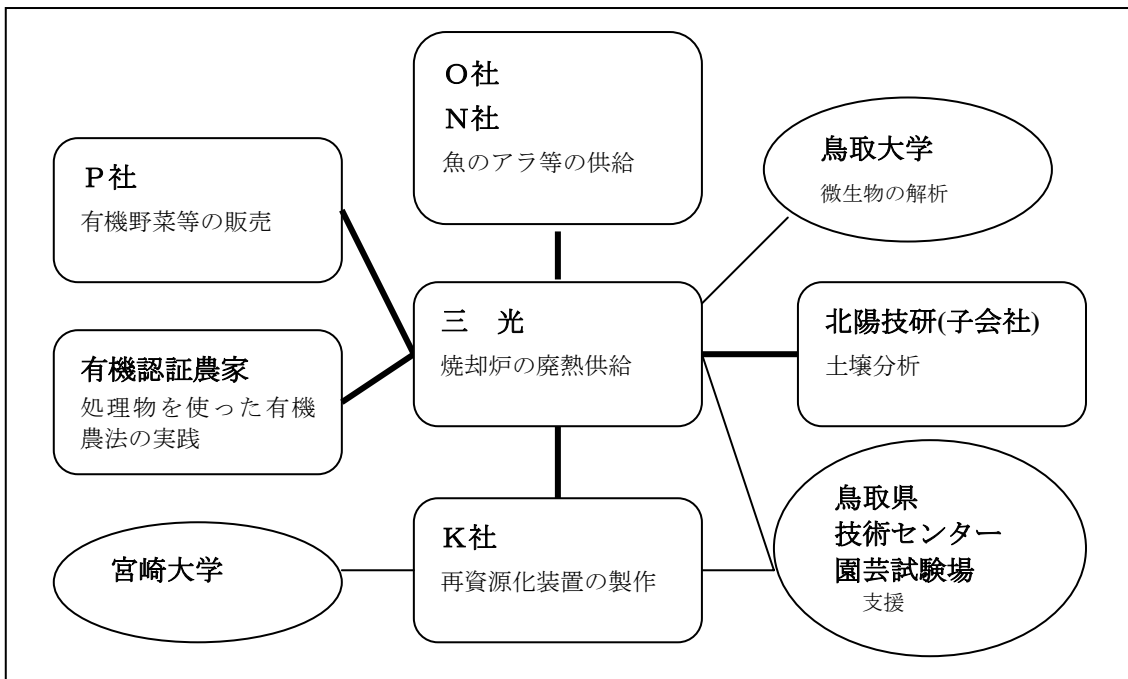 O社
N社
魚のアラ等の供給
P社
有機野菜等の販売
鳥取大学
微生物の解析
三 光
焼却炉の廃熱供給
北陽技研(子会社)
土壌分析
有機認証農家
処理物を使った有機
農法の実践
K社
再資源化装置の製作
宮崎大学
鳥取県
技術センター
園芸試験場
支援